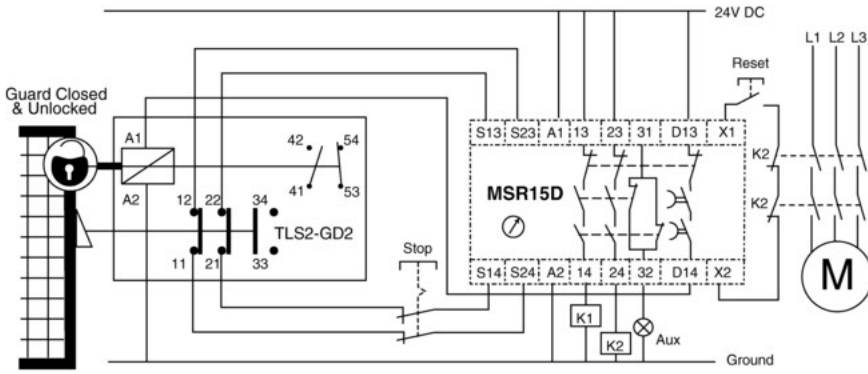 24V DC
L1 L2 L3
Reset
Guard Closed
& Unlocked
S13 S23 A1 13 23 31 D13 X1
A1
42 54
41 53
A2
12 22 34
TLS2-GD2
11 21 33
MSR15D
K2
K2
Stop
S14 S24 A2 14 24 32 D14 X2
K1
K2
Aux
M
Ground